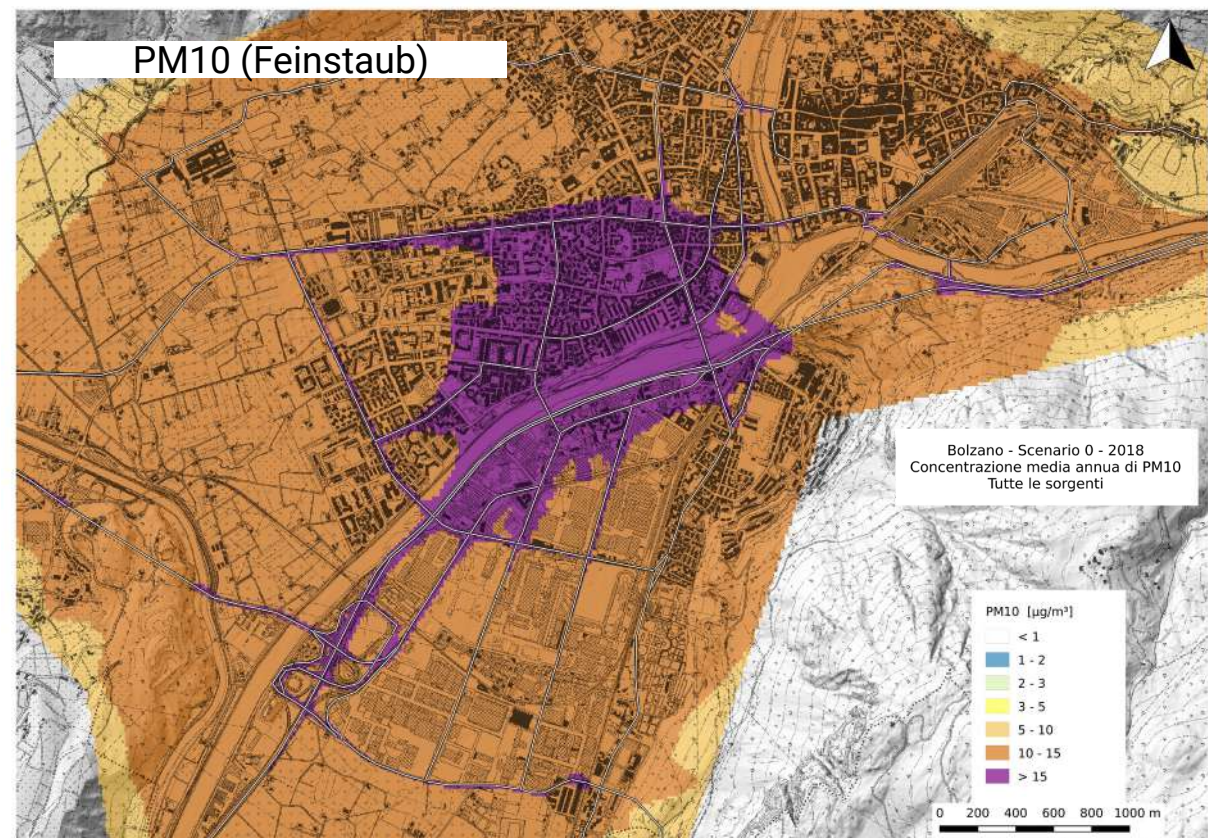 PM10 (Feinstaub)
Bolzano - Scenario 0 - 2018
Concentrazione media annua di PM10
Tutte le sorgenti
PM10 [µg/m³]
< 1
1 - 2
2 - 3
3 - 5
5 - 10
10 - 15
> 15
0 200 400 600 800 1000 m